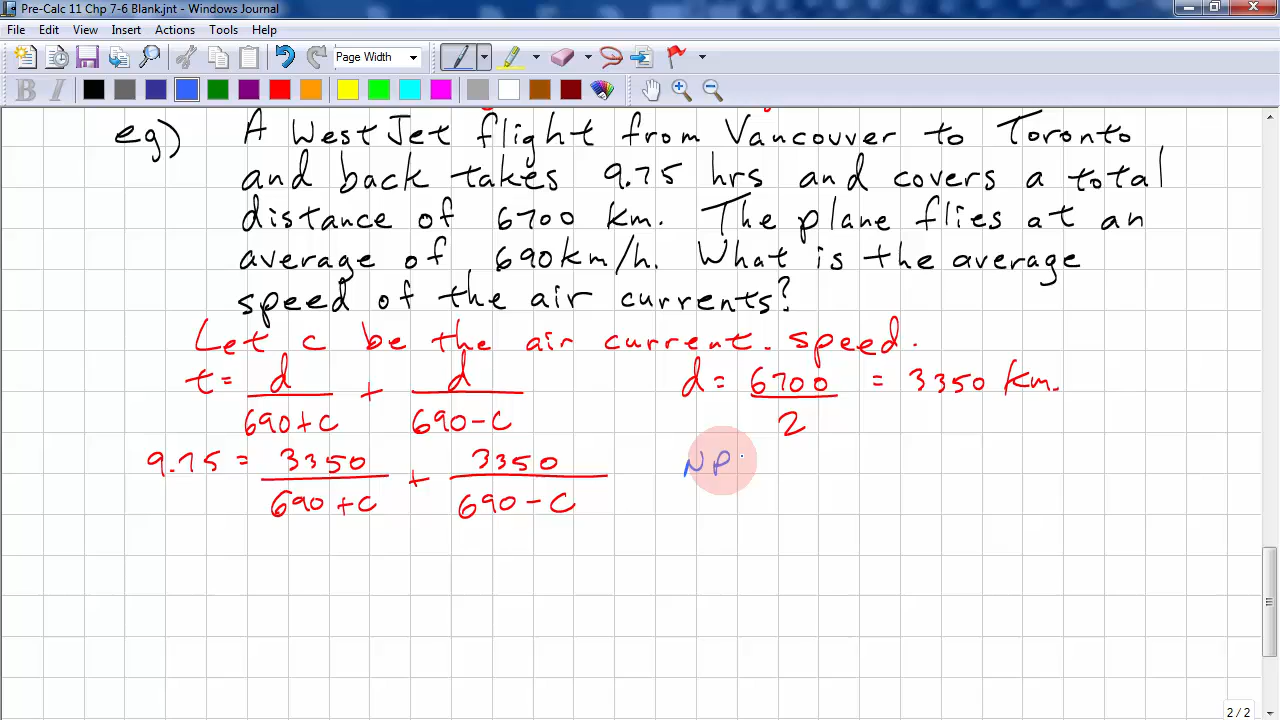 Pre-Calc 11 Chp 7-6 Blank.jnt - Windows Journal
File Edit View Insert Actions Tools Help
Page Width
B I
eg) A WestJet flight from Vancouver to Toronto
and back takes 9.75 hrs and covers a total
distance of 6700 km. The plane flies at an
average of 690km/h. What is the average
speed of the air currents?
Let c be the air current speed.
t = d/(690+c) + d/(690-c) d = 6700/2 = 3350 km.
9.75 = 3350/(690+c) + 3350/(690-c) NP
2/2